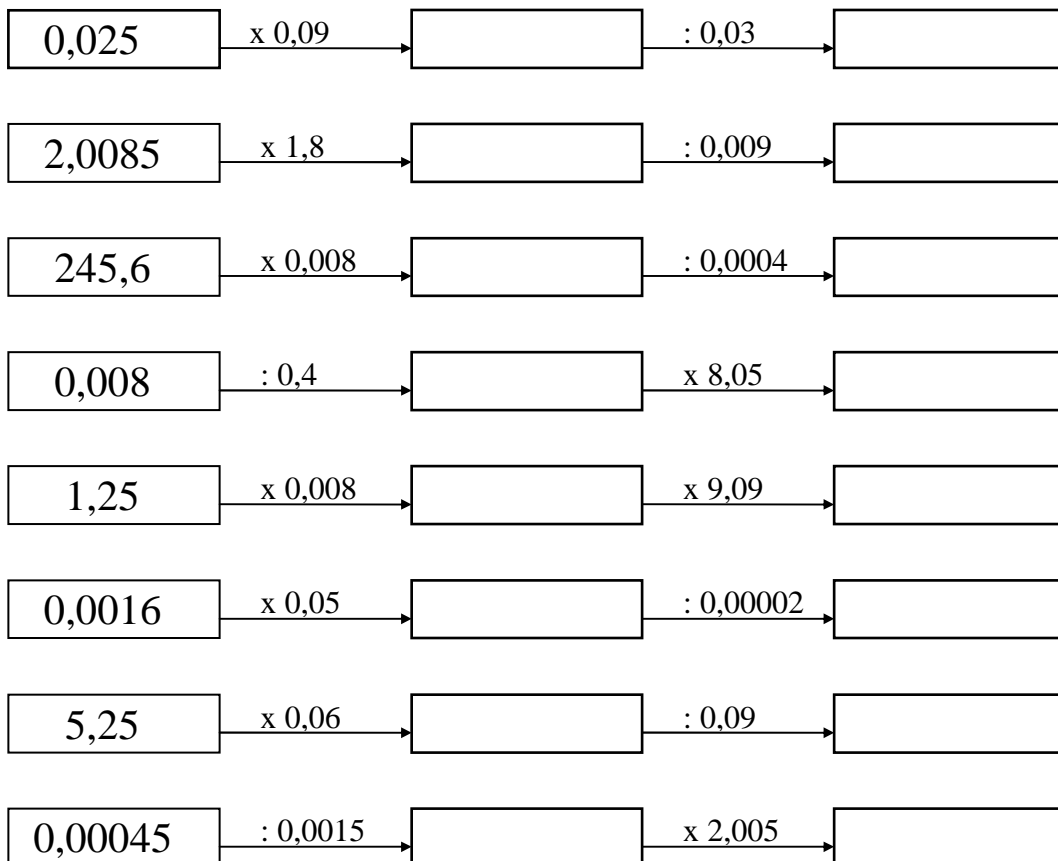 0,025 x 0,09 : 0,03
2,0085 x 1,8 : 0,009
245,6 x 0,008 : 0,0004
0,008 : 0,4 x 8,05
1,25 x 0,008 x 9,09
0,0016 x 0,05 : 0,00002
5,25 x 0,06 : 0,09
0,00045 : 0,0015 x 2,005